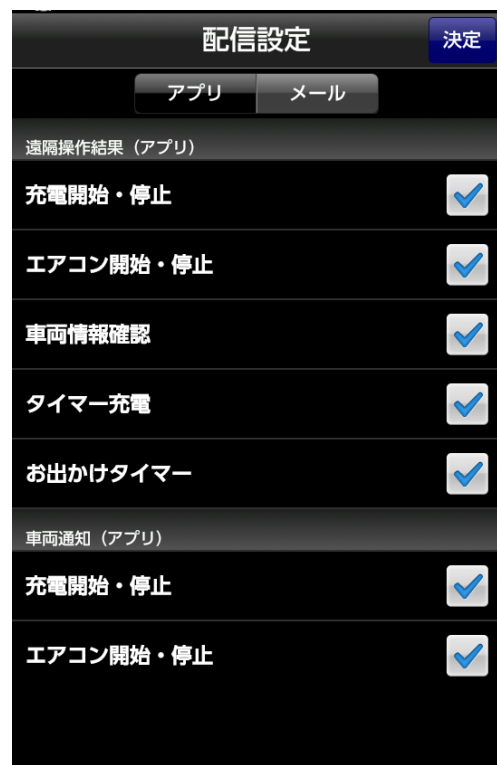 配信設定
決定
アプリ
メール
遠隔操作結果（アプリ）
充電開始・停止
エアコン開始・停止
車両情報確認
タイマー充電
お出かけタイマー
車両通知（アプリ）
充電開始・停止
エアコン開始・停止